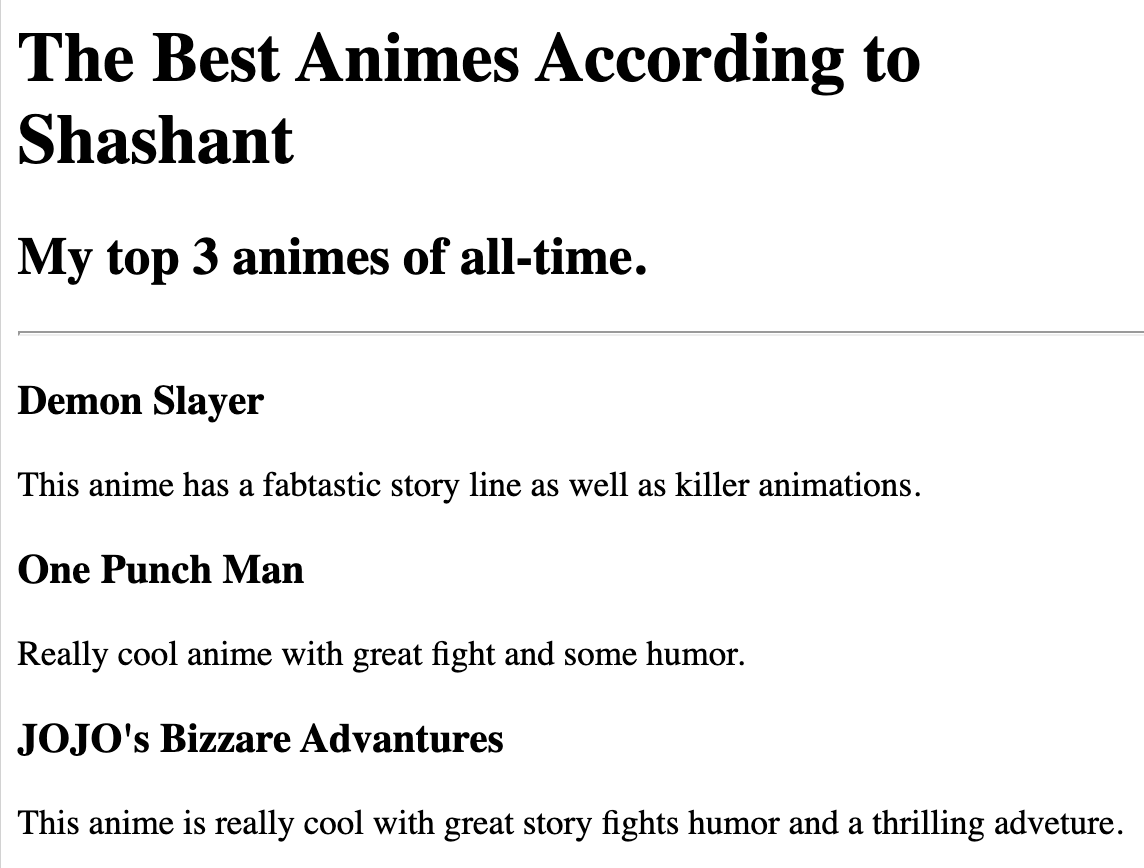 The Best Animes According to
Shashant
My top 3 animes of all-time.
Demon Slayer
This anime has a fabtastic story line as well as killer animations.
One Punch Man
Really cool anime with great fight and some humor.
JOJO's Bizzare Advantures
This anime is really cool with great story fights humor and a thrilling adveture.